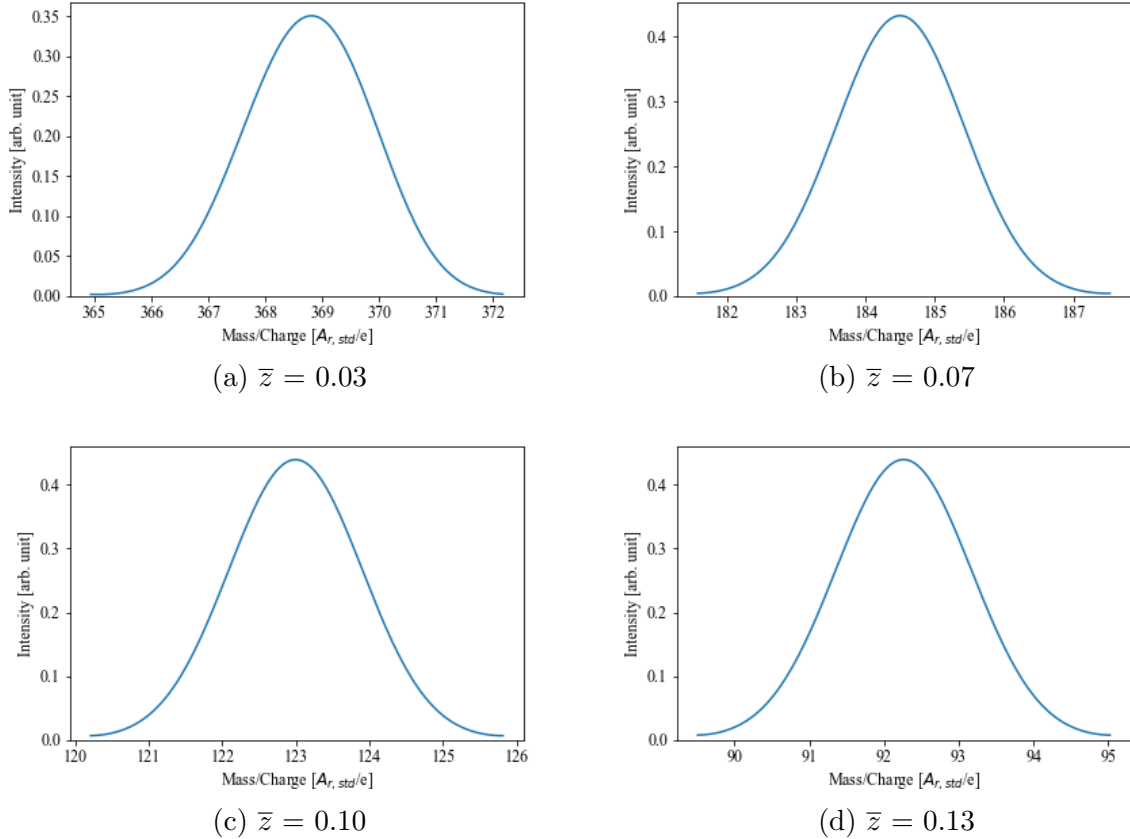 Intensity [arb. unit]
0.35
0.30
0.25
0.20
0.15
0.10
0.05
0.00
365 366 367 368 369 370 371 372
Mass/Charge [A_{r, std}/e]
(a) z̅ = 0.03
Intensity [arb. unit]
0.4
0.3
0.2
0.1
0.0
182 183 184 185 186 187
Mass/Charge [A_{r, std}/e]
(b) z̅ = 0.07
Intensity [arb. unit]
0.4
0.3
0.2
0.1
0.0
120 121 122 123 124 125 126
Mass/Charge [A_{r, std}/e]
(c) z̅ = 0.10
Intensity [arb. unit]
0.4
0.3
0.2
0.1
0.0
90 91 92 93 94 95
Mass/Charge [A_{r, std}/e]
(d) z̅ = 0.13